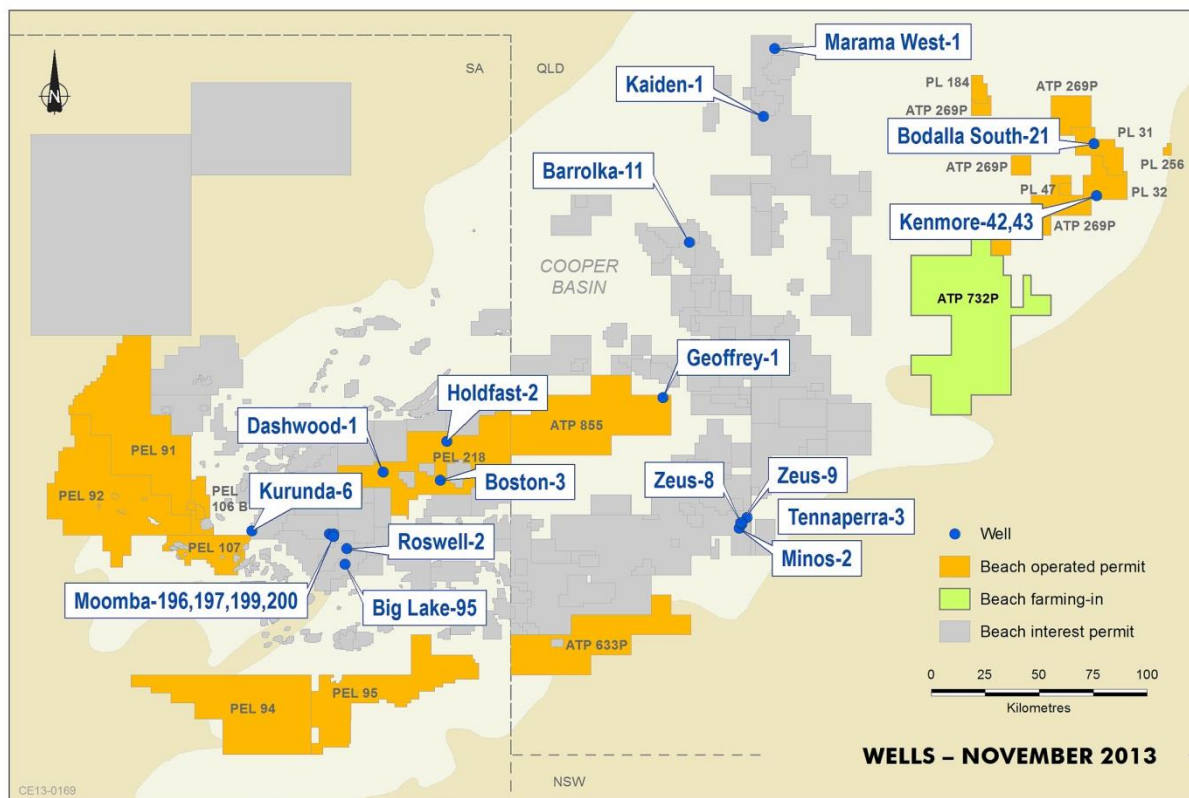 Marama West-1
SA
QLD
Kaiden-1
PL 184
ATP 269P
ATP 269P
PL 31
Bodalla South-21
PL 256
Barrolka-11
ATP 269P
PL 47
PL 32
Kenmore-42,43
ATP 269P
COOPER
BASIN
ATP 732P
Geoffrey-1
Holdfast-2
ATP 855
Dashwood-1
PEL 91
PEL 218
PEL 92
PEL
106 B
Kurunda-6
Boston-3
Zeus-8
Zeus-9
Tennaperra-3
Minos-2
PEL 107
Roswell-2
Moomba-196,197,199,200
Big Lake-95
ATP 633P
PEL 95
PEL 94
N
Well
Beach operated permit
Beach farming-in
Beach interest permit
0 25 50 75 100
Kilometres
WELLS – NOVEMBER 2013
NSW
CE13-0169